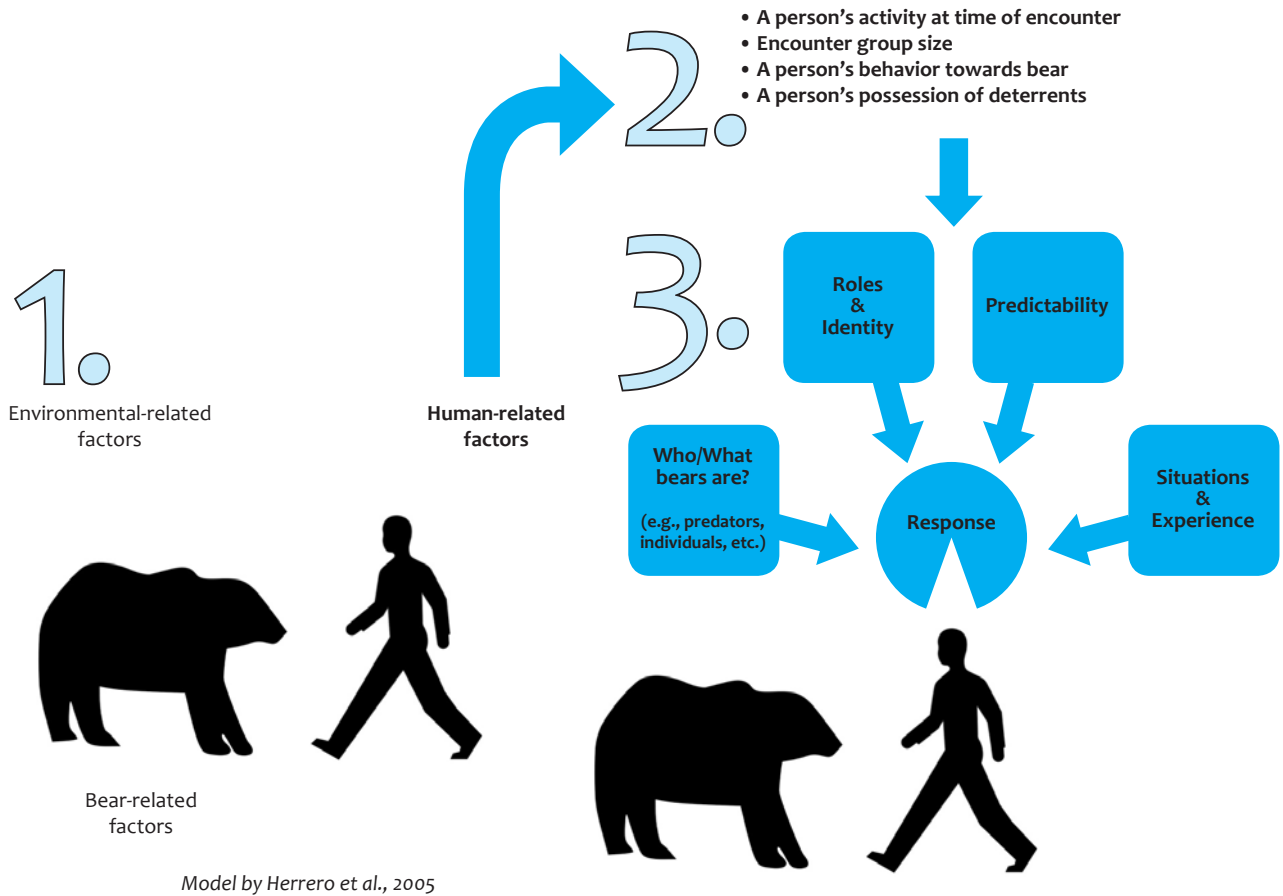 1.
Environmental-related
factors
Human-related
factors
Bear-related
factors
Model by Herrero et al., 2005
2.
• A person’s activity at time of encounter
• Encounter group size
• A person’s behavior towards bear
• A person’s possession of deterrents
3.
Roles
&
Identity
Predictability
Who/What
bears are?
(e.g., predators,
individuals, etc.)
Response
Situations
&
Experience